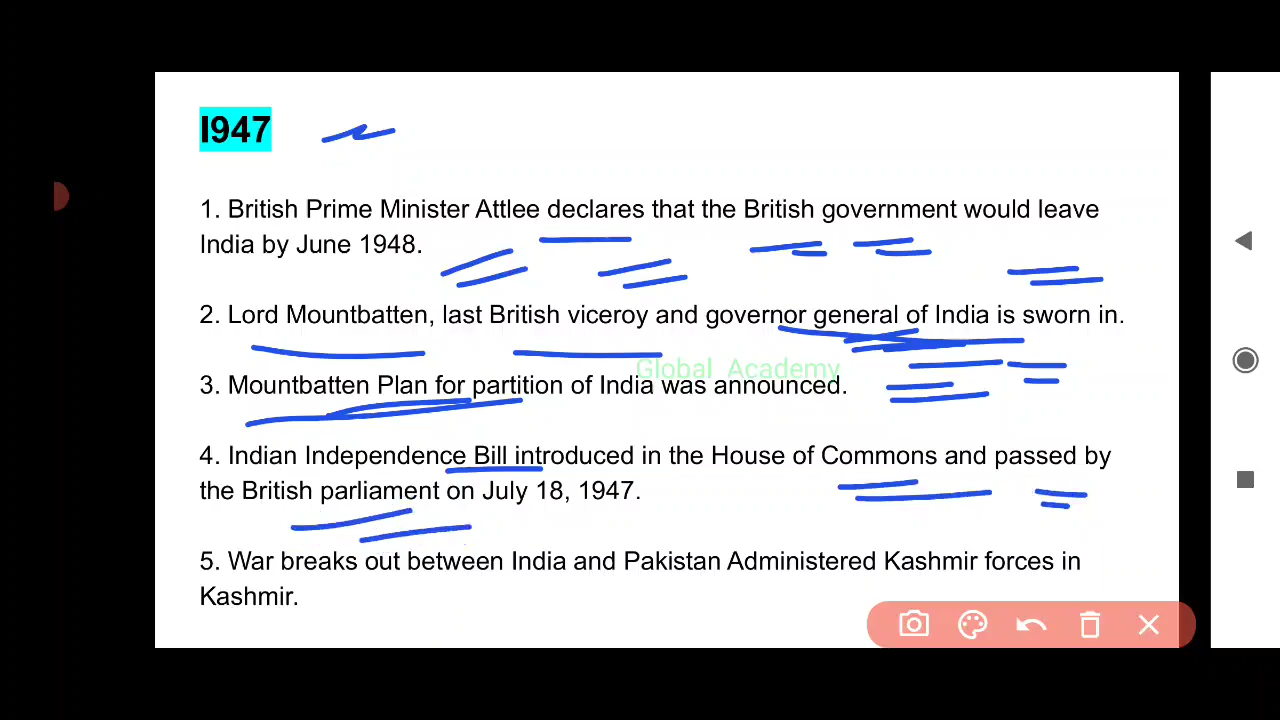 I947
1. British Prime Minister Attlee declares that the British government would leave
India by June 1948.
2. Lord Mountbatten, last British viceroy and governor general of India is sworn in.
Global Academy
3. Mountbatten Plan for partition of India was announced.
4. Indian Independence Bill introduced in the House of Commons and passed by
the British parliament on July 18, 1947.
5. War breaks out between India and Pakistan Administered Kashmir forces in
Kashmir.